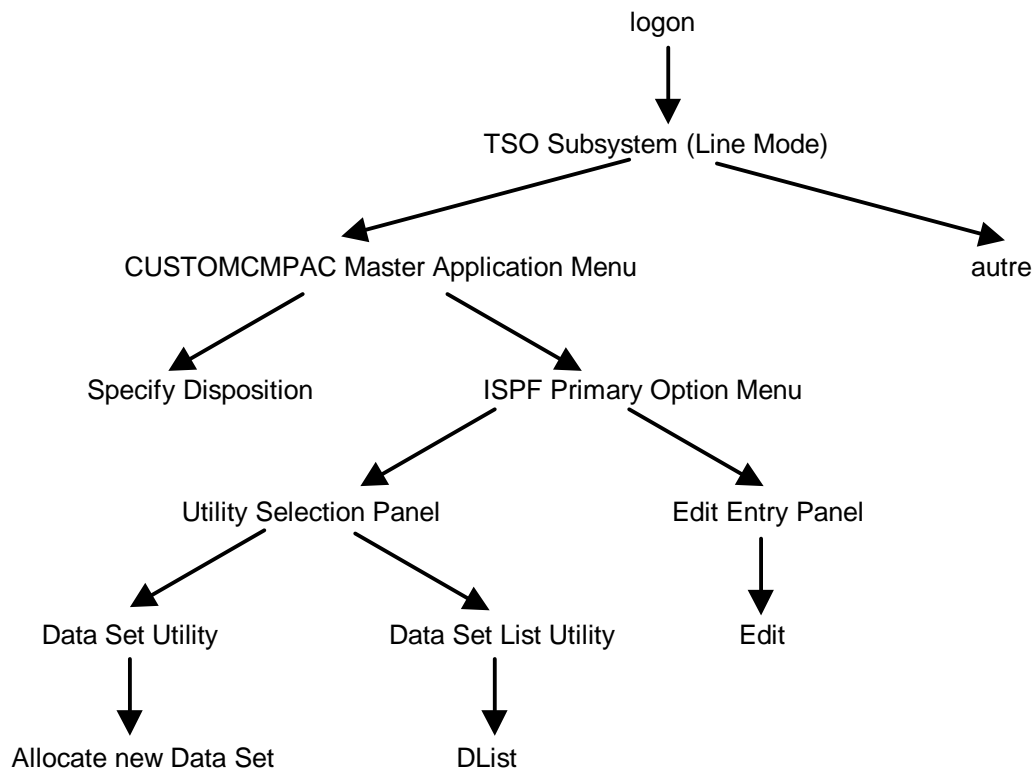 logon
TSO Subsystem (Line Mode)
CUSTOMCMPAC Master Application Menu
autre
Specify Disposition
ISPF Primary Option Menu
Utility Selection Panel
Edit Entry Panel
Data Set Utility
Data Set List Utility
Edit
Allocate new Data Set
DList